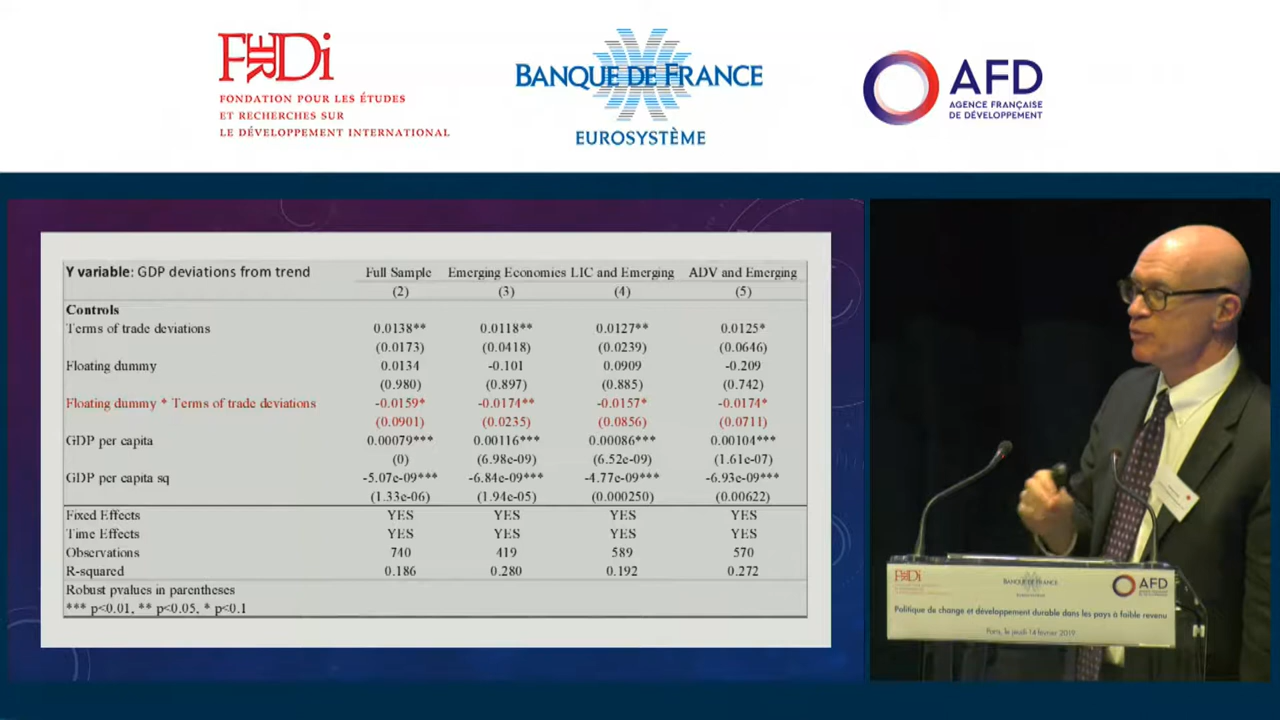 FERDi
FONDATION POUR LES ÉTUDES
ET RECHERCHES SUR
LE DÉVELOPPEMENT INTERNATIONAL
BANQUE DE FRANCE
EUROSYSTÈME
AFD
AGENCE FRANÇAISE
DE DÉVELOPPEMENT
Y variable: GDP deviations from trend Full Sample Emerging Economies LIC and Emerging ADV and Emerging
(2) (3) (4) (5)
Controls
Terms of trade deviations 0.0138** 0.0118** 0.0127** 0.0125*
(0.0173) (0.0418) (0.0239) (0.0646)
Floating dummy 0.0134 -0.101 0.0909 -0.209
(0.980) (0.897) (0.885) (0.742)
Floating dummy * Terms of trade deviations -0.0159* -0.0174** -0.0157* -0.0174*
(0.0901) (0.0235) (0.0856) (0.0711)
GDP per capita 0.00079*** 0.00116*** 0.00086*** 0.00104***
(0) (6.98e-09) (6.52e-09) (1.61e-07)
GDP per capita sq -5.07e-09*** -6.84e-09*** -4.77e-09*** -6.93e-09***
(1.33e-06) (1.94e-05) (0.000250) (0.00622)
Fixed Effects YES YES YES YES
Time Effects YES YES YES YES
Observations 740 419 589 570
R-squared 0.186 0.280 0.192 0.272
Robust pvalues in parentheses
*** p<0.01, ** p<0.05, * p<0.1
FERDi
BANQUE DE FRANCE
AFD
Politique de change et développement durable dans les pays à faible revenu
Paris, le jeudi 14 février 2019